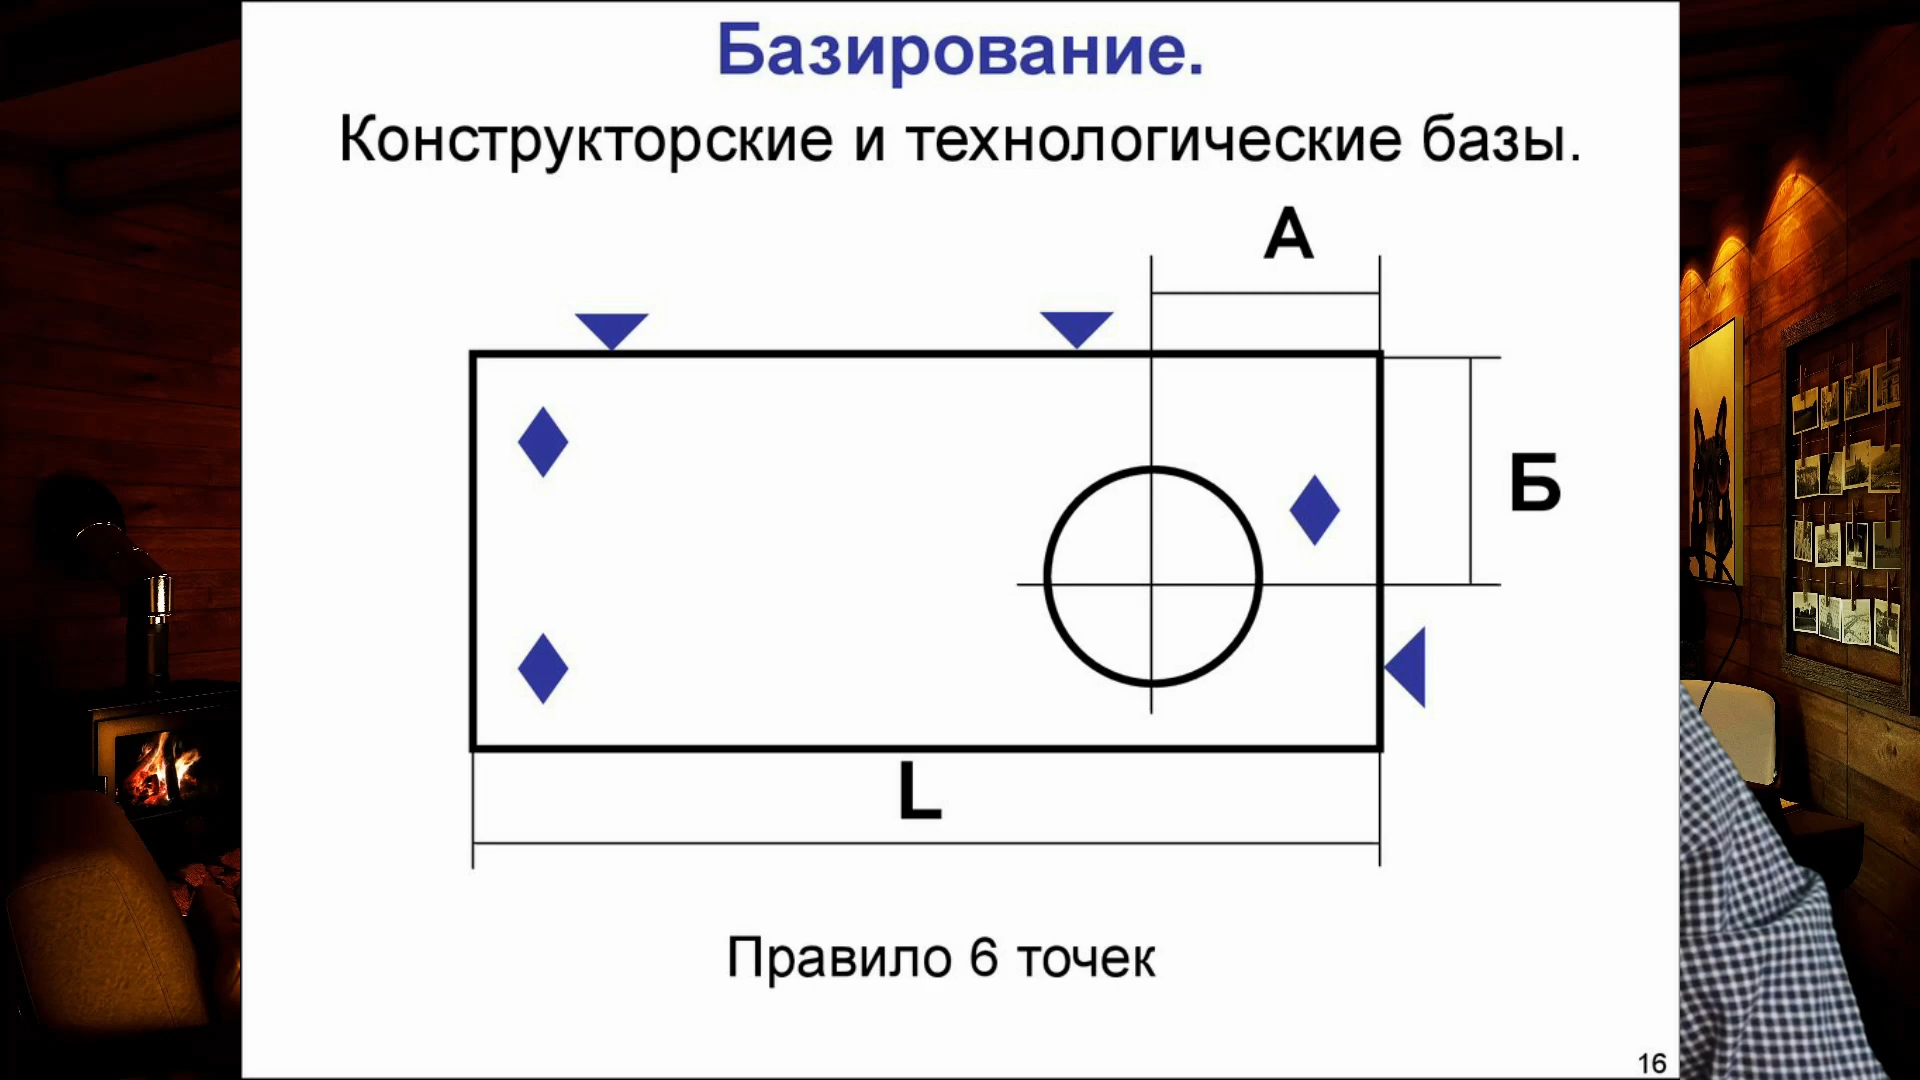 Базирование.
Конструкторские и технологические базы.
А
Б
L
Правило 6 точек
16